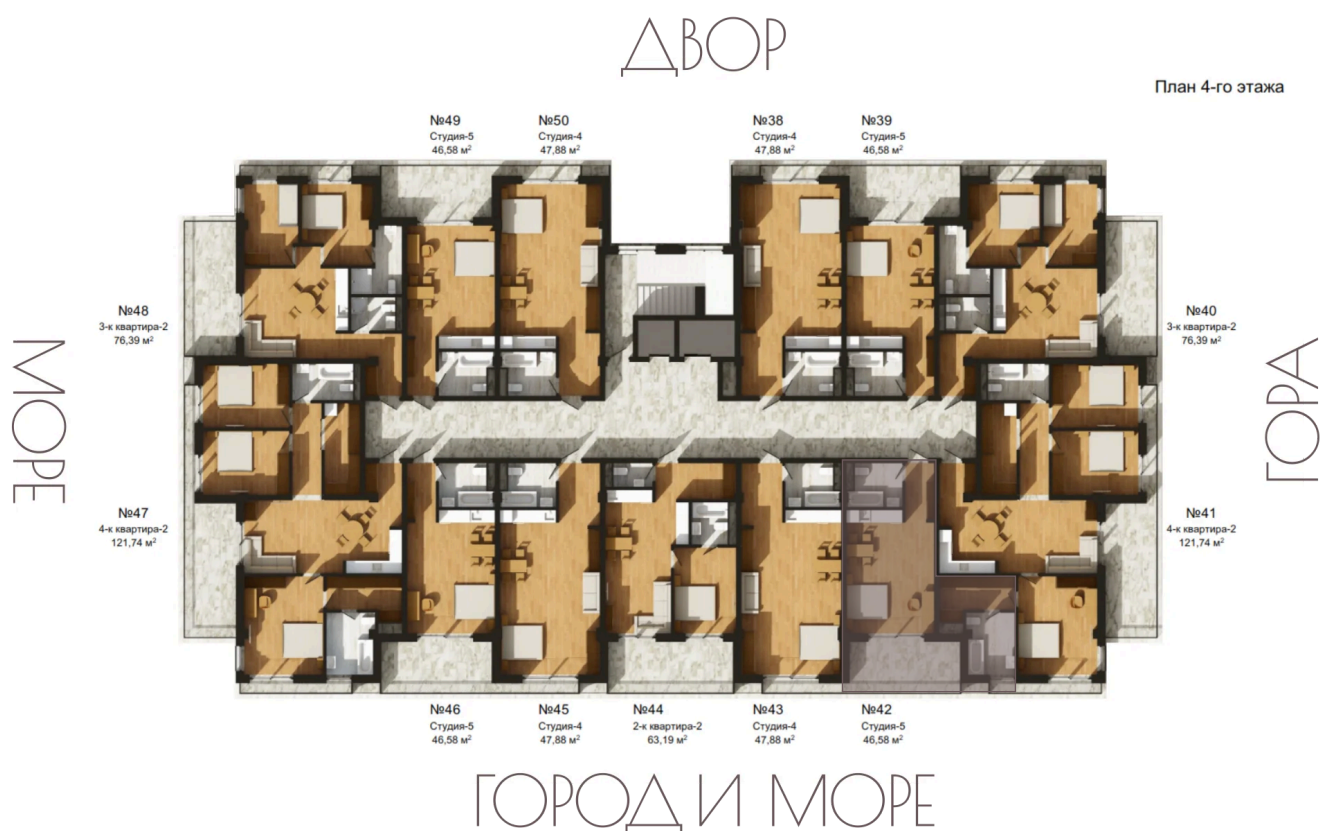 ДВОР
План 4-го этажа
№49
Студия-5
46,58 м²
№50
Студия-4
47,88 м²
№38
Студия-4
47,88 м²
№39
Студия-5
46,58 м²
№48
3-к квартира-2
76,39 м²
№40
3-к квартира-2
76,39 м²
МОРЕ
ГОРА
№47
4-к квартира-2
121,74 м²
№41
4-к квартира-2
121,74 м²
№46
Студия-5
46,58 м²
№45
Студия-4
47,88 м²
№44
2-к квартира-2
63,19 м²
№43
Студия-4
47,88 м²
№42
Студия-5
46,58 м²
ГОРОД И МОРЕ